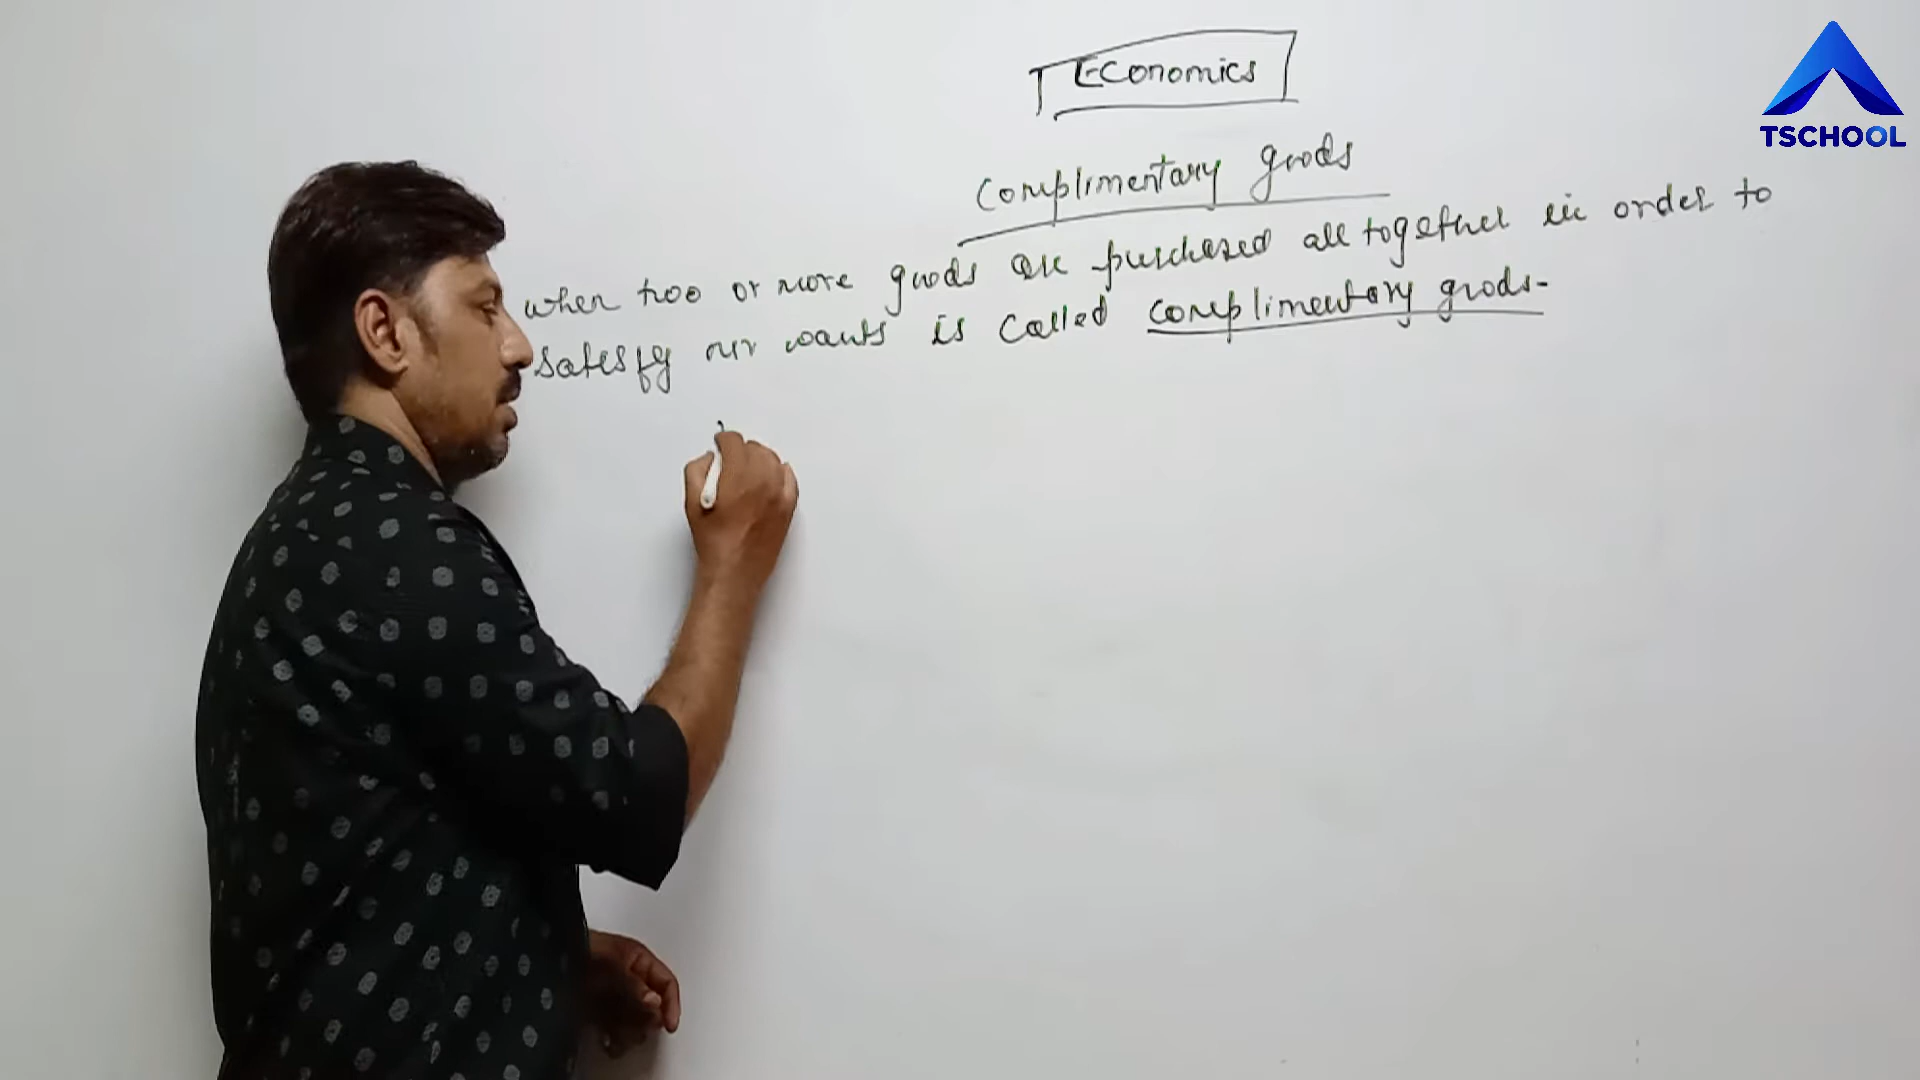 Economics
TSCHOOL
Complimentary goods
when two or more goods are purchased all together in order to
satisfy our wants is called complimentary goods.